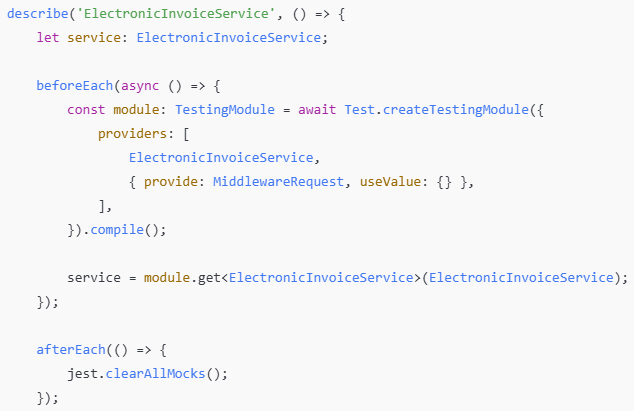 describe('ElectronicInvoiceService', () => {
    let service: ElectronicInvoiceService;

    beforeEach(async () => {
        const module: TestingModule = await Test.createTestingModule({
            providers: [
                ElectronicInvoiceService,
                { provide: MiddlewareRequest, useValue: {} },
            ],
        }).compile();

        service = module.get<ElectronicInvoiceService>(ElectronicInvoiceService);
    });

    afterEach(() => {
        jest.clearAllMocks();
    });